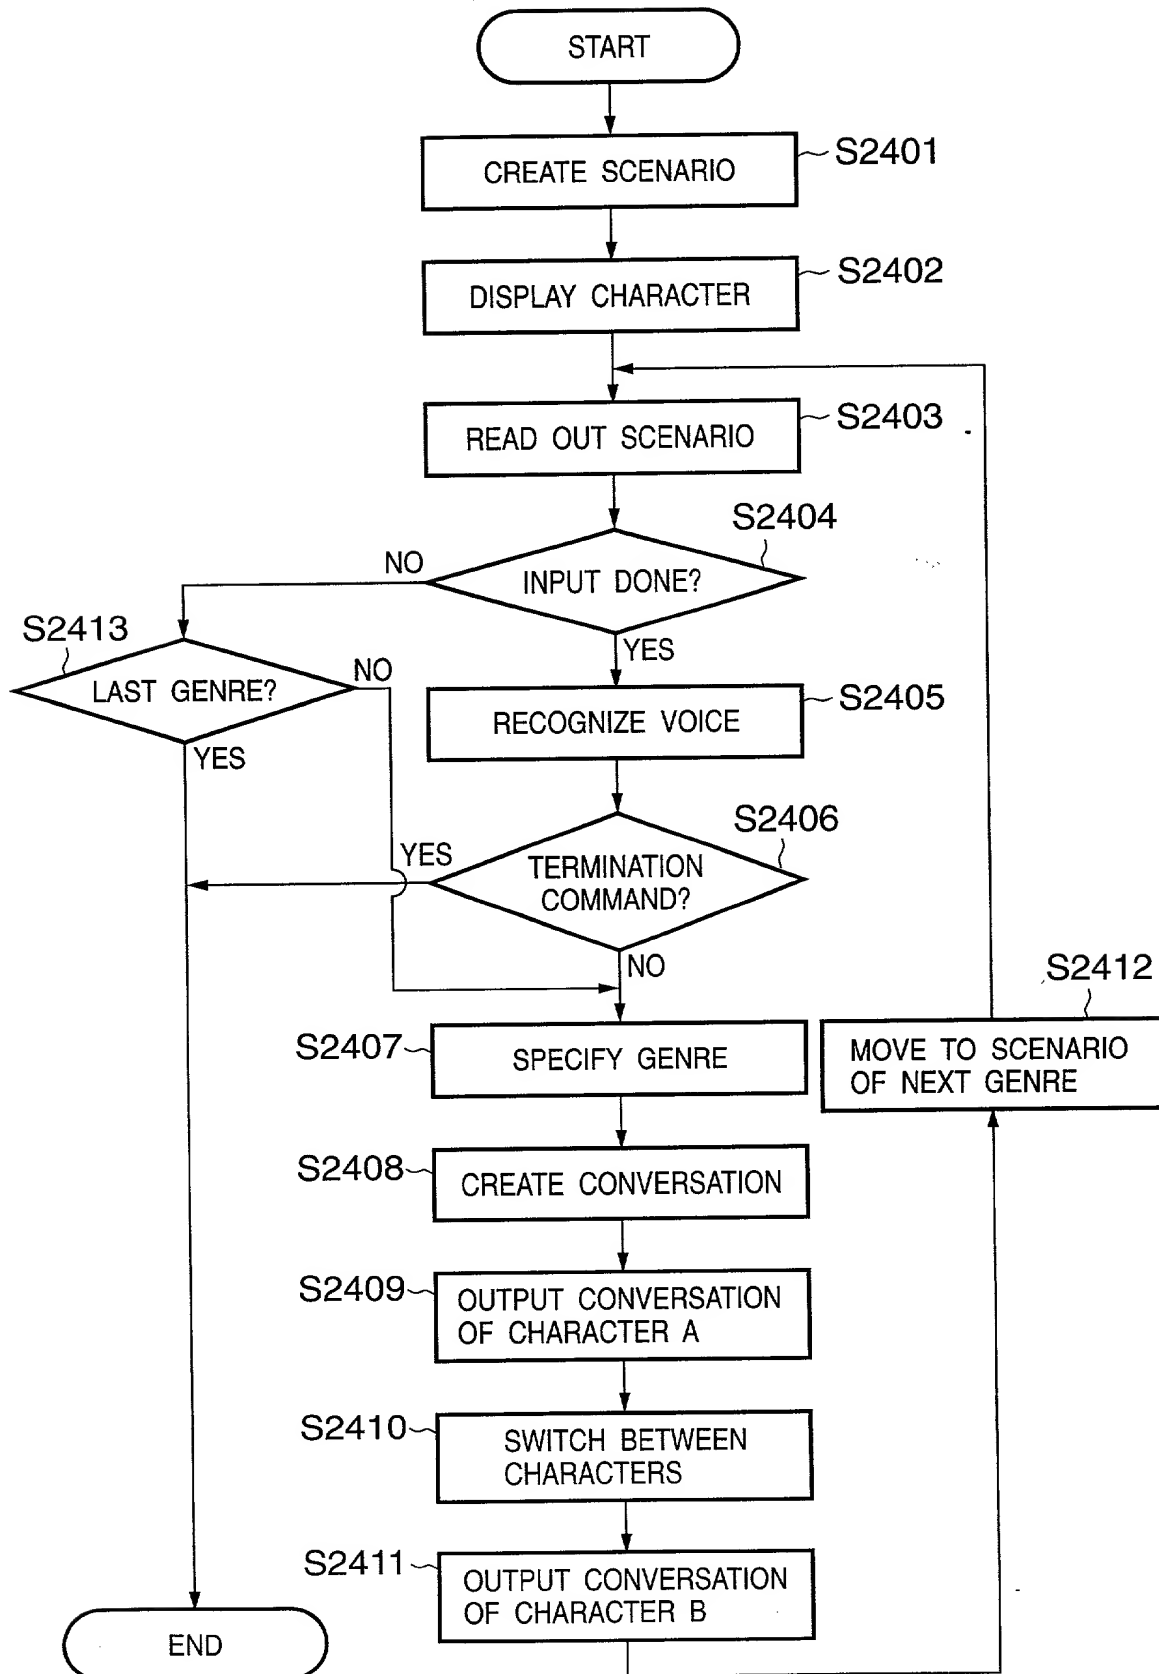 START
CREATE SCENARIO
S2401
DISPLAY CHARACTER
S2402
READ OUT SCENARIO
S2403
S2404
NO
INPUT DONE?
S2413
YES
LAST GENRE?
NO
RECOGNIZE VOICE
S2405
YES
S2406
YES
TERMINATION
COMMAND?
NO
S2412
S2407
SPECIFY GENRE
MOVE TO SCENARIO
OF NEXT GENRE
S2408
CREATE CONVERSATION
S2409
OUTPUT CONVERSATION
OF CHARACTER A
S2410
SWITCH BETWEEN
CHARACTERS
S2411
OUTPUT CONVERSATION
OF CHARACTER B
END